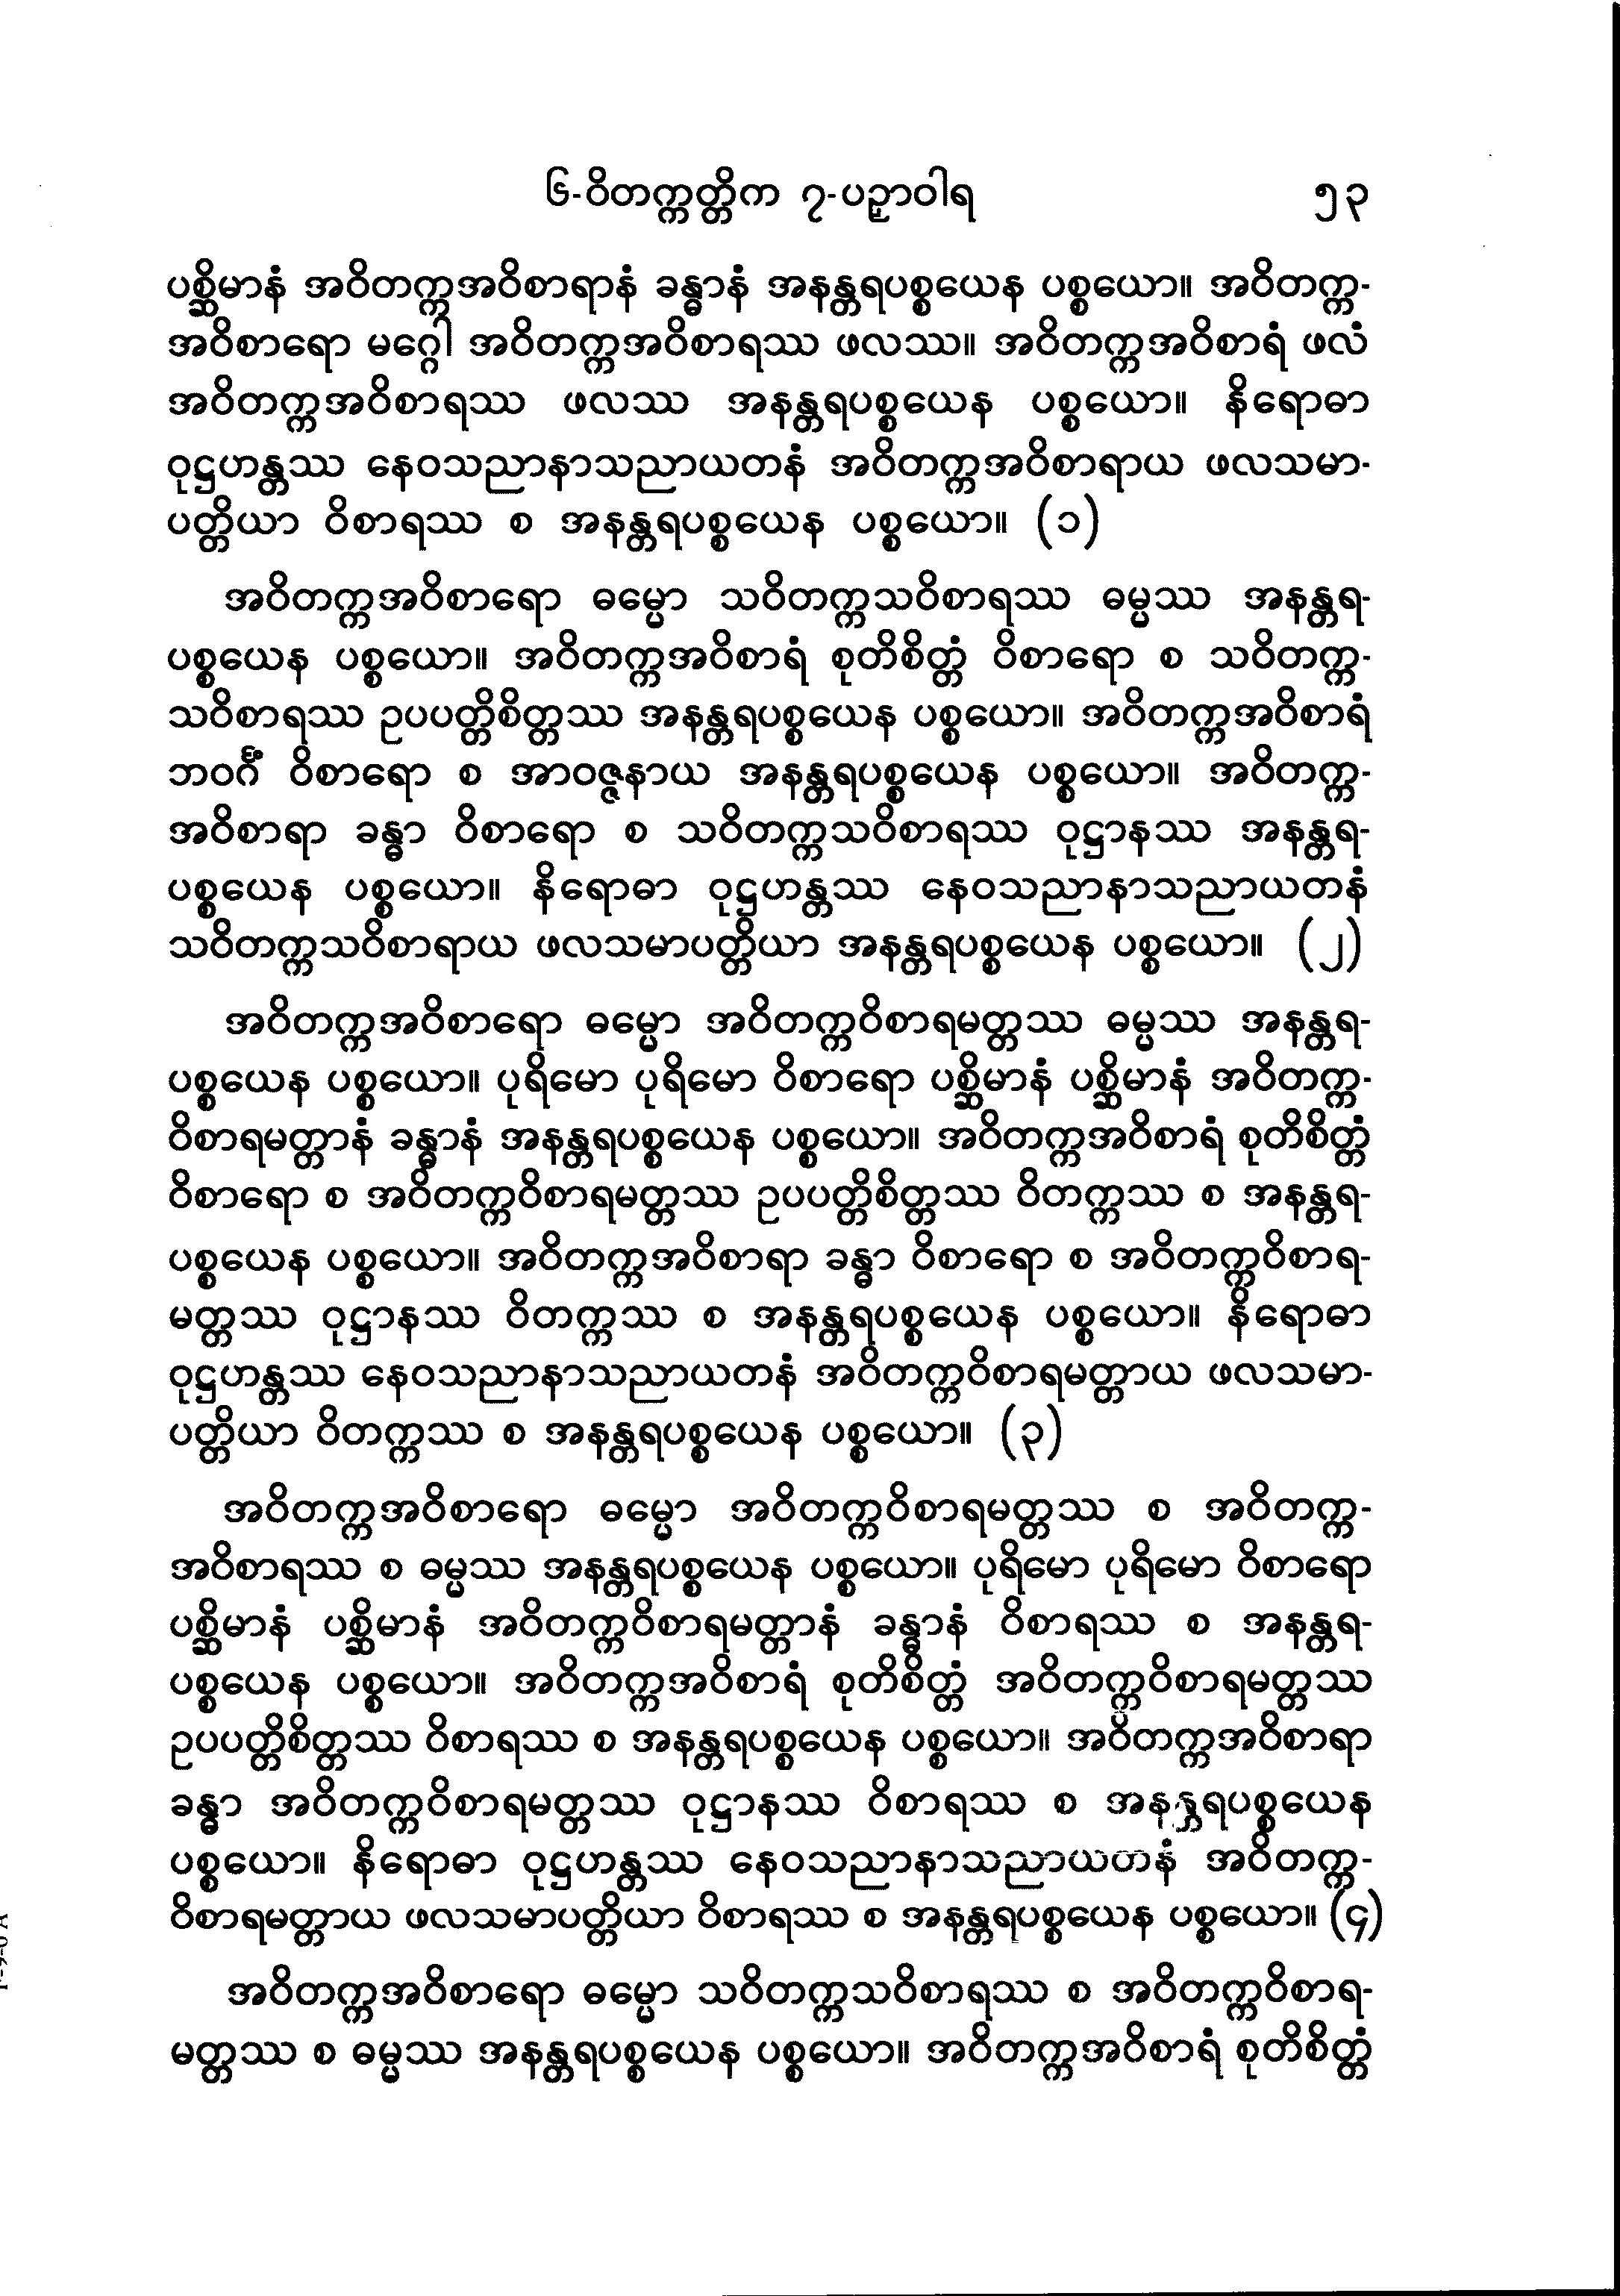 ၆-ဝိတက္ကတ္တိက ၇-ပဉှာဝါရ ၅၃
ပစ္ဆိမာနံ အဝိတက္ကအဝိစာရာနံ ခန္ဓာနံ အနန္တရပစ္စယေန ပစ္စယော။ အဝိတက္က-
အဝိစာရော မဂ္ဂေါ အဝိတက္ကအဝိစာရဿ ဖလဿ။ အဝိတက္ကအဝိစာရံ ဖလံ
အဝိတက္ကအဝိစာရဿ ဖလဿ အနန္တရပစ္စယေန ပစ္စယော။ နိရောဓာ
ဝုဋ္ဌဟန္တဿ နေဝသညာနာသညာယတနံ အဝိတက္ကအဝိစာရာယ ဖလသမာ-
ပတ္တိယာ ဝိစာရဿ စ အနန္တရပစ္စယေန ပစ္စယော။ (၁)
အဝိတက္ကအဝိစာရော ဓမ္မော သဝိတက္ကသဝိစာရဿ ဓမ္မဿ အနန္တရ-
ပစ္စယေန ပစ္စယော။ အဝိတက္ကအဝိစာရံ စုတိစိတ္တံ ဝိစာရော စ သဝိတက္က-
သဝိစာရဿ ဥပပတ္တိစိတ္တဿ အနန္တရပစ္စယေန ပစ္စယော။ အဝိတက္ကအဝိစာရံ
ဘဝင်္ဂံ ဝိစာရော စ အာဝဇ္ဇနာယ အနန္တရပစ္စယေန ပစ္စယော။ အဝိတက္က-
အဝိစာရာ ခန္ဓာ ဝိစာရော စ သဝိတက္ကသဝိစာရဿ ဝုဋ္ဌာနဿ အနန္တရ-
ပစ္စယေန ပစ္စယော။ နိရောဓာ ဝုဋ္ဌဟန္တဿ နေဝသညာနာသညာယတနံ
သဝိတက္ကသဝိစာရာယ ဖလသမာပတ္တိယာ အနန္တရပစ္စယေန ပစ္စယော။ (၂)
အဝိတက္ကအဝိစာရော ဓမ္မော အဝိတက္ကဝိစာရမတ္တဿ ဓမ္မဿ အနန္တရ-
ပစ္စယေန ပစ္စယော။ ပုရိမော ပုရိမော ဝိစာရော ပစ္ဆိမာနံ ပစ္ဆိမာနံ အဝိတက္က-
ဝိစာရမတ္တာနံ ခန္ဓာနံ အနန္တရပစ္စယေန ပစ္စယော။ အဝိတက္ကအဝိစာရံ စုတိစိတ္တံ
ဝိစာရော စ အဝိတက္ကဝိစာရမတ္တဿ ဥပပတ္တိစိတ္တဿ ဝိတက္ကဿ စ အနန္တရ-
ပစ္စယေန ပစ္စယော။ အဝိတက္ကအဝိစာရာ ခန္ဓာ ဝိစာရော စ အဝိတက္ကဝိစာရ-
မတ္တဿ ဝုဋ္ဌာနဿ ဝိတက္ကဿ စ အနန္တရပစ္စယေန ပစ္စယော။ နိရောဓာ
ဝုဋ္ဌဟန္တဿ နေဝသညာနာသညာယတနံ အဝိတက္ကဝိစာရမတ္တာယ ဖလသမာ-
ပတ္တိယာ ဝိတက္ကဿ စ အနန္တရပစ္စယေန ပစ္စယော။ (၃)
အဝိတက္ကအဝိစာရော ဓမ္မော အဝိတက္ကဝိစာရမတ္တဿ စ အဝိတက္က-
အဝိစာရဿ စ ဓမ္မဿ အနန္တရပစ္စယေန ပစ္စယော။ ပုရိမော ပုရိမော ဝိစာရော
ပစ္ဆိမာနံ ပစ္ဆိမာနံ အဝိတက္ကဝိစာရမတ္တာနံ ခန္ဓာနံ ဝိစာရဿ စ အနန္တရ-
ပစ္စယေန ပစ္စယော။ အဝိတက္ကအဝိစာရံ စုတိစိတ္တံ အဝိတက္ကဝိစာရမတ္တဿ
ဥပပတ္တိစိတ္တဿ ဝိစာရဿ စ အနန္တရပစ္စယေန ပစ္စယော။ အဝိတက္ကအဝိစာရာ
ခန္ဓာ အဝိတက္ကဝိစာရမတ္တဿ ဝုဋ္ဌာနဿ ဝိစာရဿ စ အနန္တရပစ္စယေန
ပစ္စယော။ နိရောဓာ ဝုဋ္ဌဟန္တဿ နေဝသညာနာသညာယတနံ အဝိတက္က-
ဝိစာရမတ္တာယ ဖလသမာပတ္တိယာ ဝိစာရဿ စ အနန္တရပစ္စယေန ပစ္စယော။ (၄)
အဝိတက္ကအဝိစာရော ဓမ္မော သဝိတက္ကသဝိစာရဿ စ အဝိတက္ကဝိစာရ-
မတ္တဿ စ ဓမ္မဿ အနန္တရပစ္စယေန ပစ္စယော။ အဝိတက္ကအဝိစာရံ စုတိစိတ္တံ